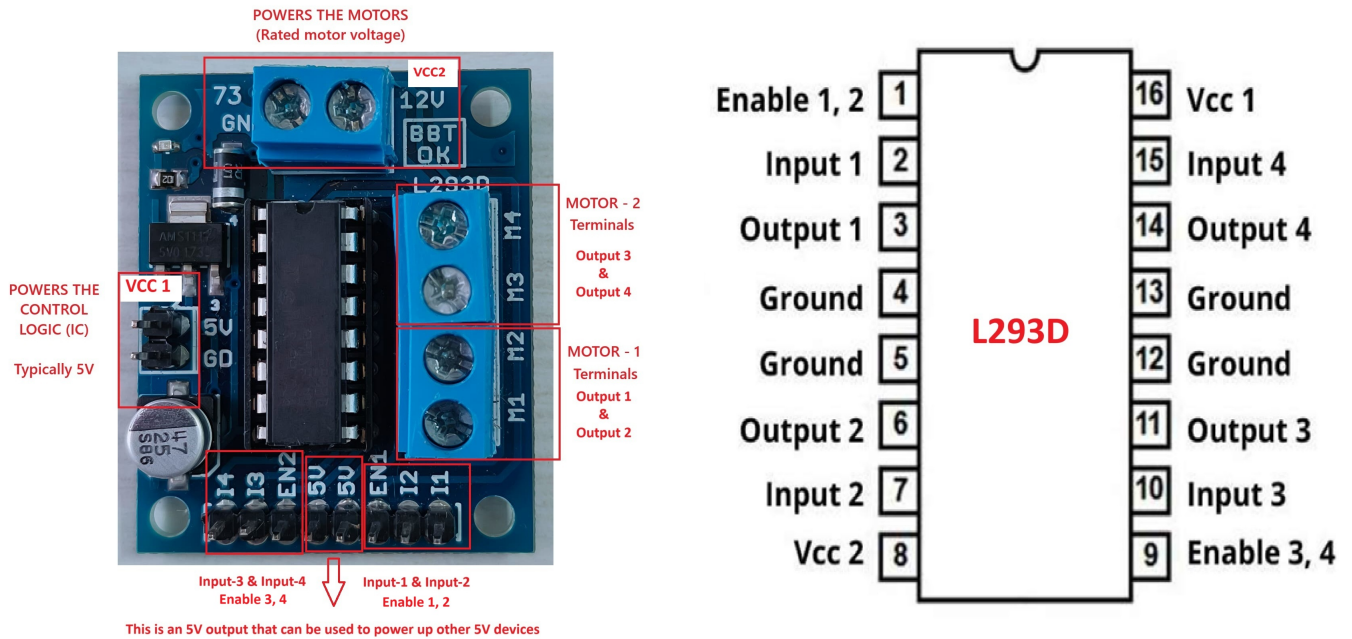 POWERS THE MOTORS
(Rated motor voltage)
VCC2
73
12V
GN
BBT
OK
L293D
MOTOR - 2
Terminals
Output 3
&
Output 4
M4
M3
AMS1117
VCC 1
POWERS THE
CONTROL
LOGIC (IC)
Typically 5V
3
5V
GD
MOTOR - 1
Terminals
Output 1
&
Output 2
M2
M1
47
25
S86
I4
I3
EN2
5V
5V
EN1
I2
I1
Input-3 & Input-4
Enable 3, 4
Input-1 & Input-2
Enable 1, 2
This is an 5V output that can be used to power up other 5V devices
Enable 1, 2
1
16
Vcc 1
Input 1
2
15
Input 4
Output 1
3
14
Output 4
Ground
4
13
Ground
L293D
Ground
5
12
Ground
Output 2
6
11
Output 3
Input 2
7
10
Input 3
Vcc 2
8
9
Enable 3, 4